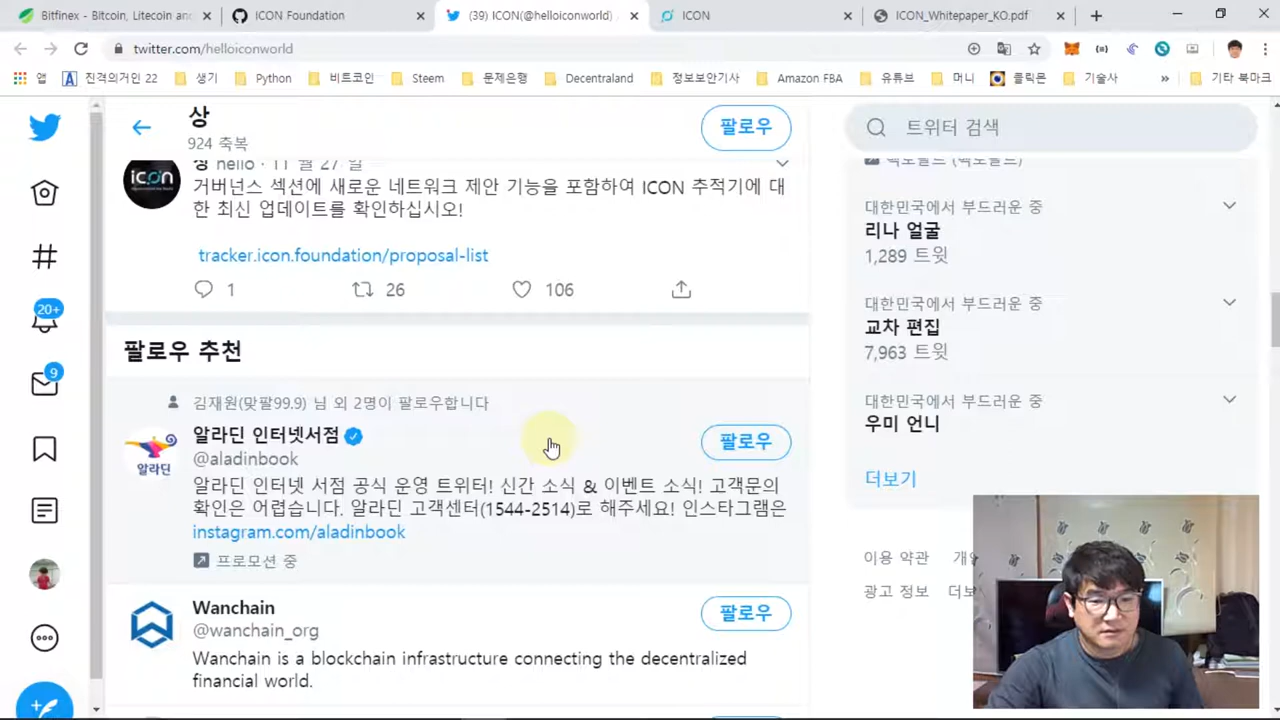 Bitfinex - Bitcoin, Litecoin and
ICON Foundation
(39) ICON(@helloiconworld)
ICON
ICON_Whitepaper_KO.pdf
twitter.com/helloiconworld
앱
진격의거인 22
생기
Python
비트코인
Steem
문제은행
Decentraland
정보보안기사
Amazon FBA
유튜브
머니
콜릭몬
기술사
»
기타 북마크
상
924 축복
팔로우
트위터 검색
상 hello · 11 월 27 일
icon
거버넌스 섹션에 새로운 네트워크 제안 기능을 포함하여 ICON 추적기에 대
한 최신 업데이트를 확인하십시오!
tracker.icon.foundation/proposal-list
1
26
106
20+
9
팔로우 추천
김재원(맞팔99.9) 님 외 2명이 팔로우합니다
알라딘 인터넷서점
@aladinbook
팔로우
알라딘
알라딘 인터넷 서점 공식 운영 트위터! 신간 소식 & 이벤트 소식! 고객문의
확인은 어렵습니다. 알라딘 고객센터(1544-2514)로 해주세요! 인스타그램은
instagram.com/aladinbook
프로모션 중
Wanchain
@wanchain_org
팔로우
Wanchain is a blockchain infrastructure connecting the decentralized
financial world.
대한민국에서 부드러운 중
리나 얼굴
1,289 트윗
대한민국에서 부드러운 중
교차 편집
7,963 트윗
대한민국에서 부드러운 중
우미 언니
더보기
이용 약관
광고 정보